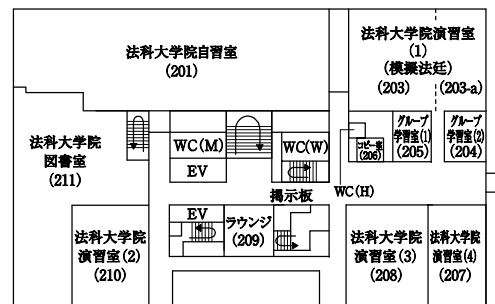 法科大学院自習室
(201)
法科大学院演習室
(1)
(模擬法廷)
(203)
(203-a)
法科大学院
図書室
(211)
WC(M)
EV
WC(W)
コピー室
(206)
グループ
学習室(1)
(205)
グループ
学習室(2)
(204)
掲示板
WC(H)
EV
ラウンジ
(209)
法科大学院
演習室(2)
(210)
法科大学院
演習室(3)
(208)
法科大学院
演習室(4)
(207)